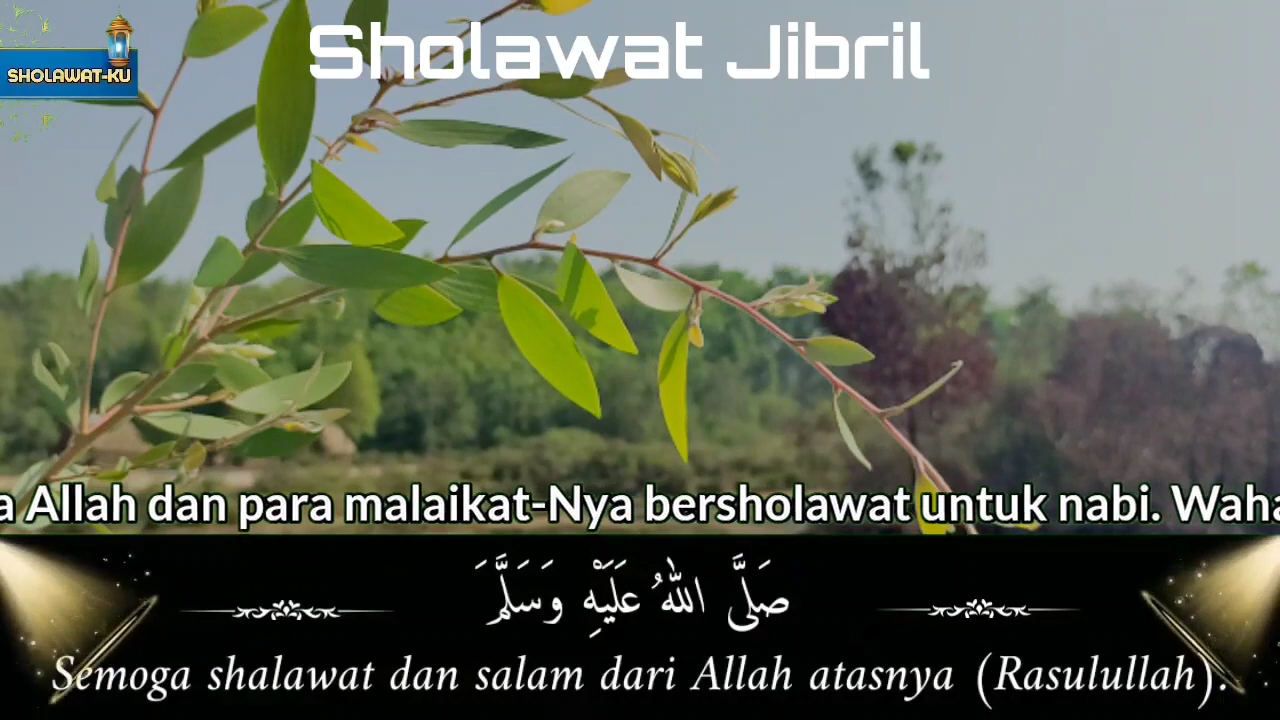 Sholawat Jibril
SHOLAWAT-KU
a Allah dan para malaikat-Nya bersholawat untuk nabi. Waha
صَلَّى اللهُ عَلَيْهِ وَسَلَّمَ
Semoga shalawat dan salam dari Allah atasnya (Rasulullah).